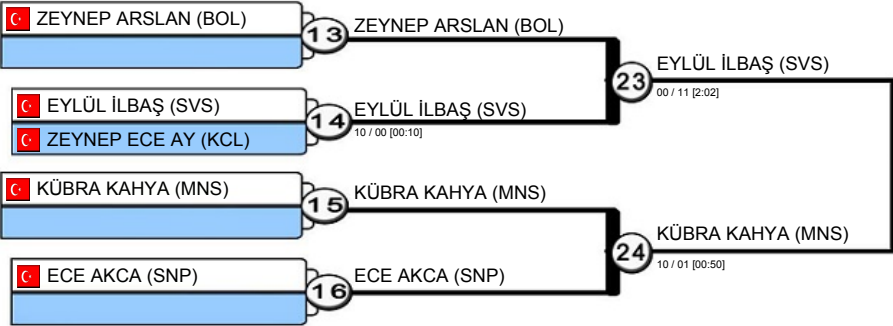 ZEYNEP ARSLAN (BOL)
13
ZEYNEP ARSLAN (BOL)
EYLÜL İLBAŞ (SVS)
23
00 / 11 [2:02]
EYLÜL İLBAŞ (SVS)
ZEYNEP ECE AY (KCL)
14
EYLÜL İLBAŞ (SVS)
10 / 00 [00:10]
KÜBRA KAHYA (MNS)
15
KÜBRA KAHYA (MNS)
KÜBRA KAHYA (MNS)
24
10 / 01 [00:50]
ECE AKCA (SNP)
16
ECE AKCA (SNP)